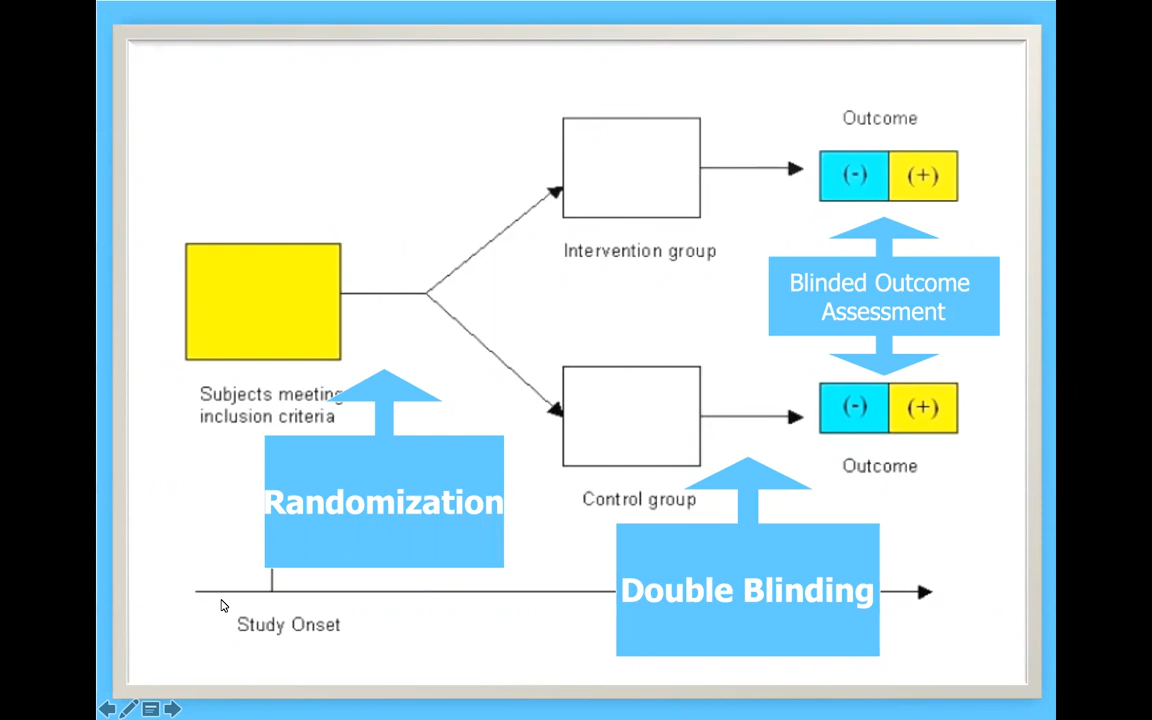 Outcome
(-) (+)
Intervention group
Blinded Outcome
Assessment
Subjects meeting
inclusion criteria
(-) (+)
Outcome
Randomization
Control group
Double Blinding
Study Onset